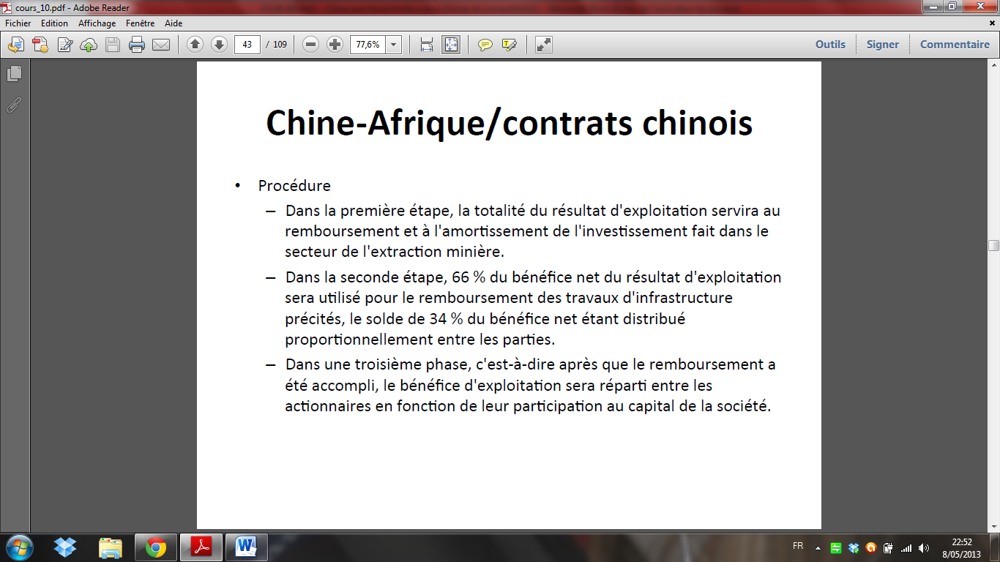 cours_10.pdf - Adobe Reader
Fichier Edition Affichage Fenêtre Aide
43 / 109 77,6% Outils Signer Commentaire
Chine-Afrique/contrats chinois
• Procédure
– Dans la première étape, la totalité du résultat d'exploitation servira au
remboursement et à l'amortissement de l'investissement fait dans le
secteur de l'extraction minière.
– Dans la seconde étape, 66 % du bénéfice net du résultat d'exploitation
sera utilisé pour le remboursement des travaux d'infrastructure
précités, le solde de 34 % du bénéfice net étant distribué
proportionnellement entre les parties.
– Dans une troisième phase, c'est-à-dire après que le remboursement a
été accompli, le bénéfice d'exploitation sera réparti entre les
actionnaires en fonction de leur participation au capital de la société.
FR
22:52
8/05/2013